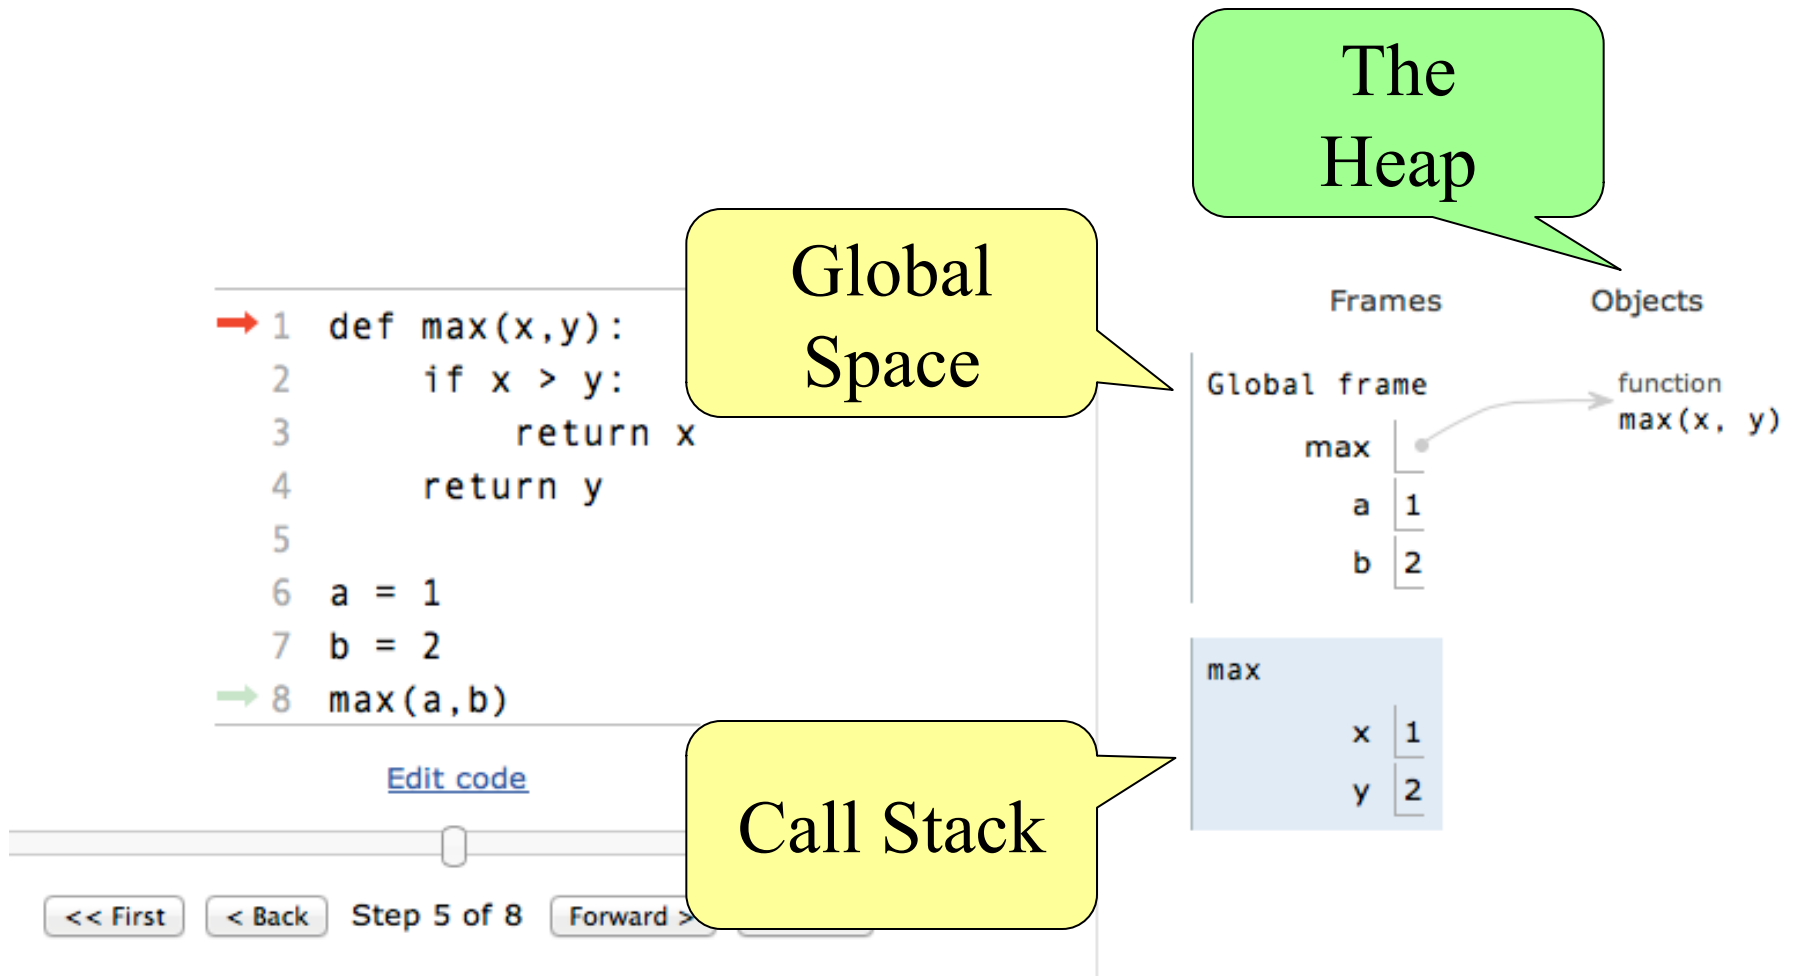 The
Heap
Global
Space
Frames Objects
1 def max(x,y):
2 if x > y:
3 return x
4 return y
5
6 a = 1
7 b = 2
8 max(a,b)
Global frame
max
a 1
b 2
function
max(x, y)
max
x 1
y 2
Call Stack
Edit code
<< First < Back Step 5 of 8 Forward >